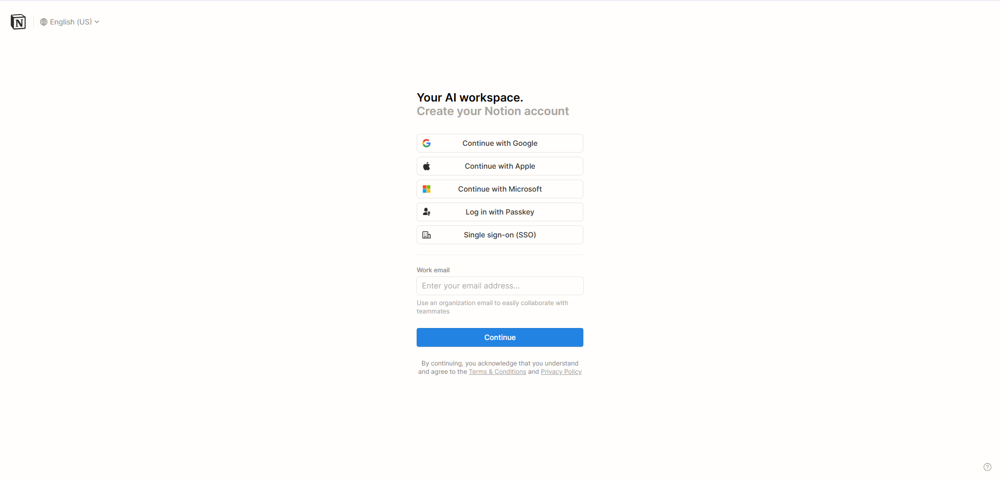 N
English (US)
Your AI workspace.
Create your Notion account
Continue with Google
Continue with Apple
Continue with Microsoft
Log in with Passkey
Single sign-on (SSO)
Work email
Enter your email address...
Use an organization email to easily collaborate with
teammates
Continue
By continuing, you acknowledge that you understand
and agree to the Terms & Conditions and Privacy Policy
?